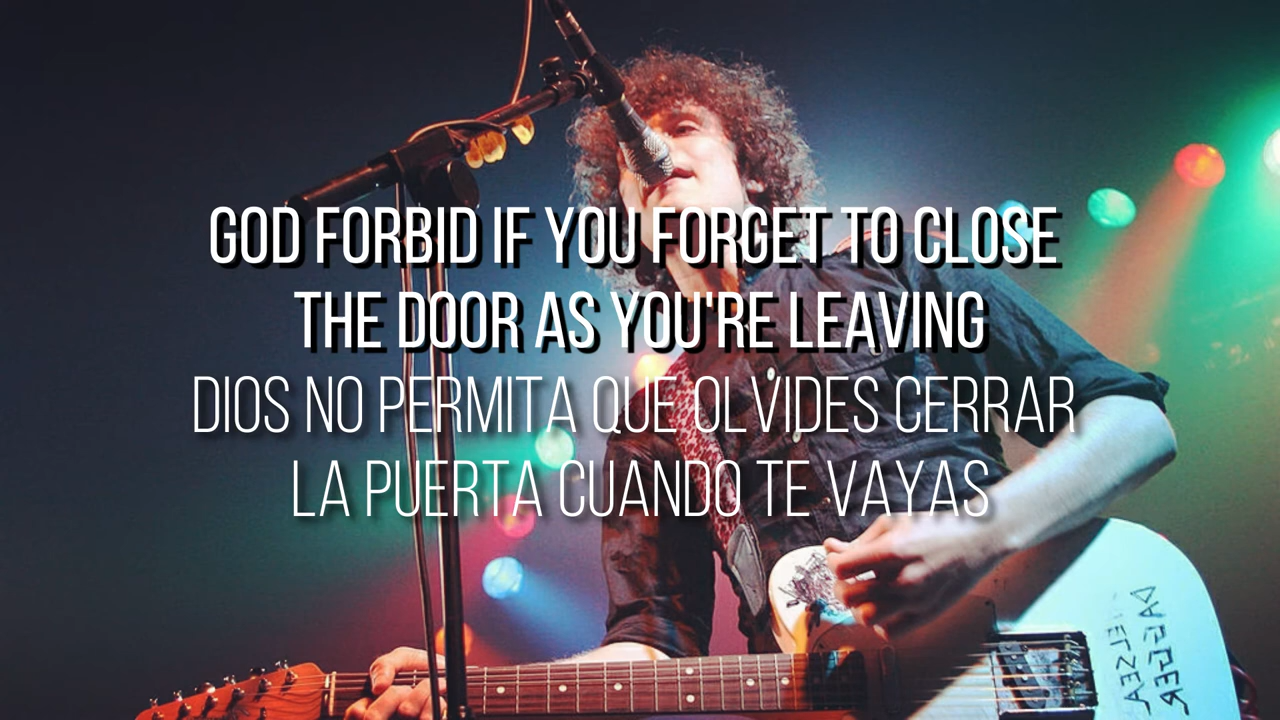 GOD FORBID IF YOU FORGET TO CLOSE
THE DOOR AS YOU'RE LEAVING
DIOS NO PERMITA QUE OLVIDES CERRAR
LA PUERTA CUANDO TE VAYAS
DAGGER